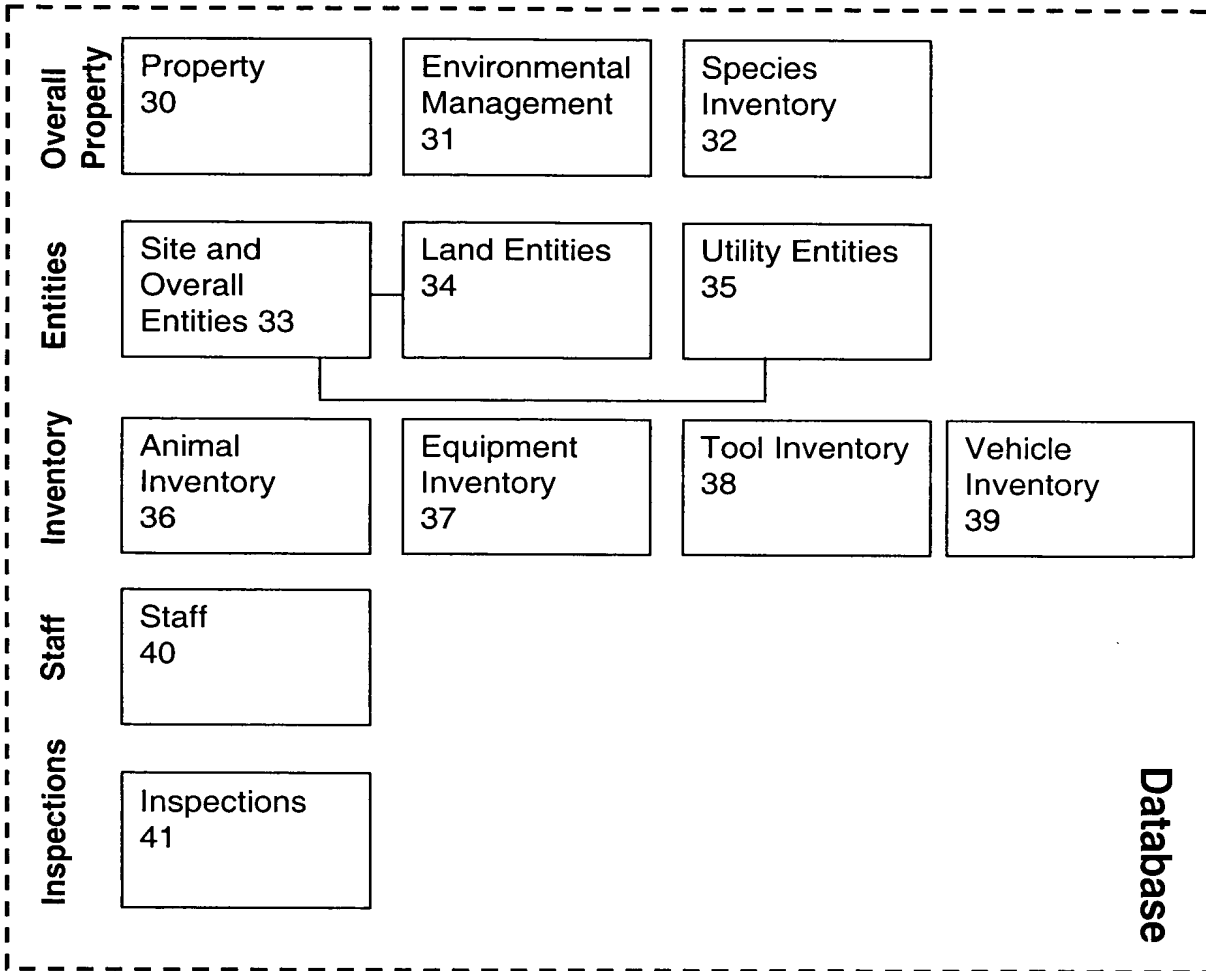 Overall
Property
Property
30
Environmental
Management
31
Species
Inventory
32
Entities
Site and
Overall
Entities 33
Land Entities
34
Utility Entities
35
Inventory
Animal
Inventory
36
Equipment
Inventory
37
Tool Inventory
38
Vehicle
Inventory
39
Staff
Staff
40
Inspections
Inspections
41
Database